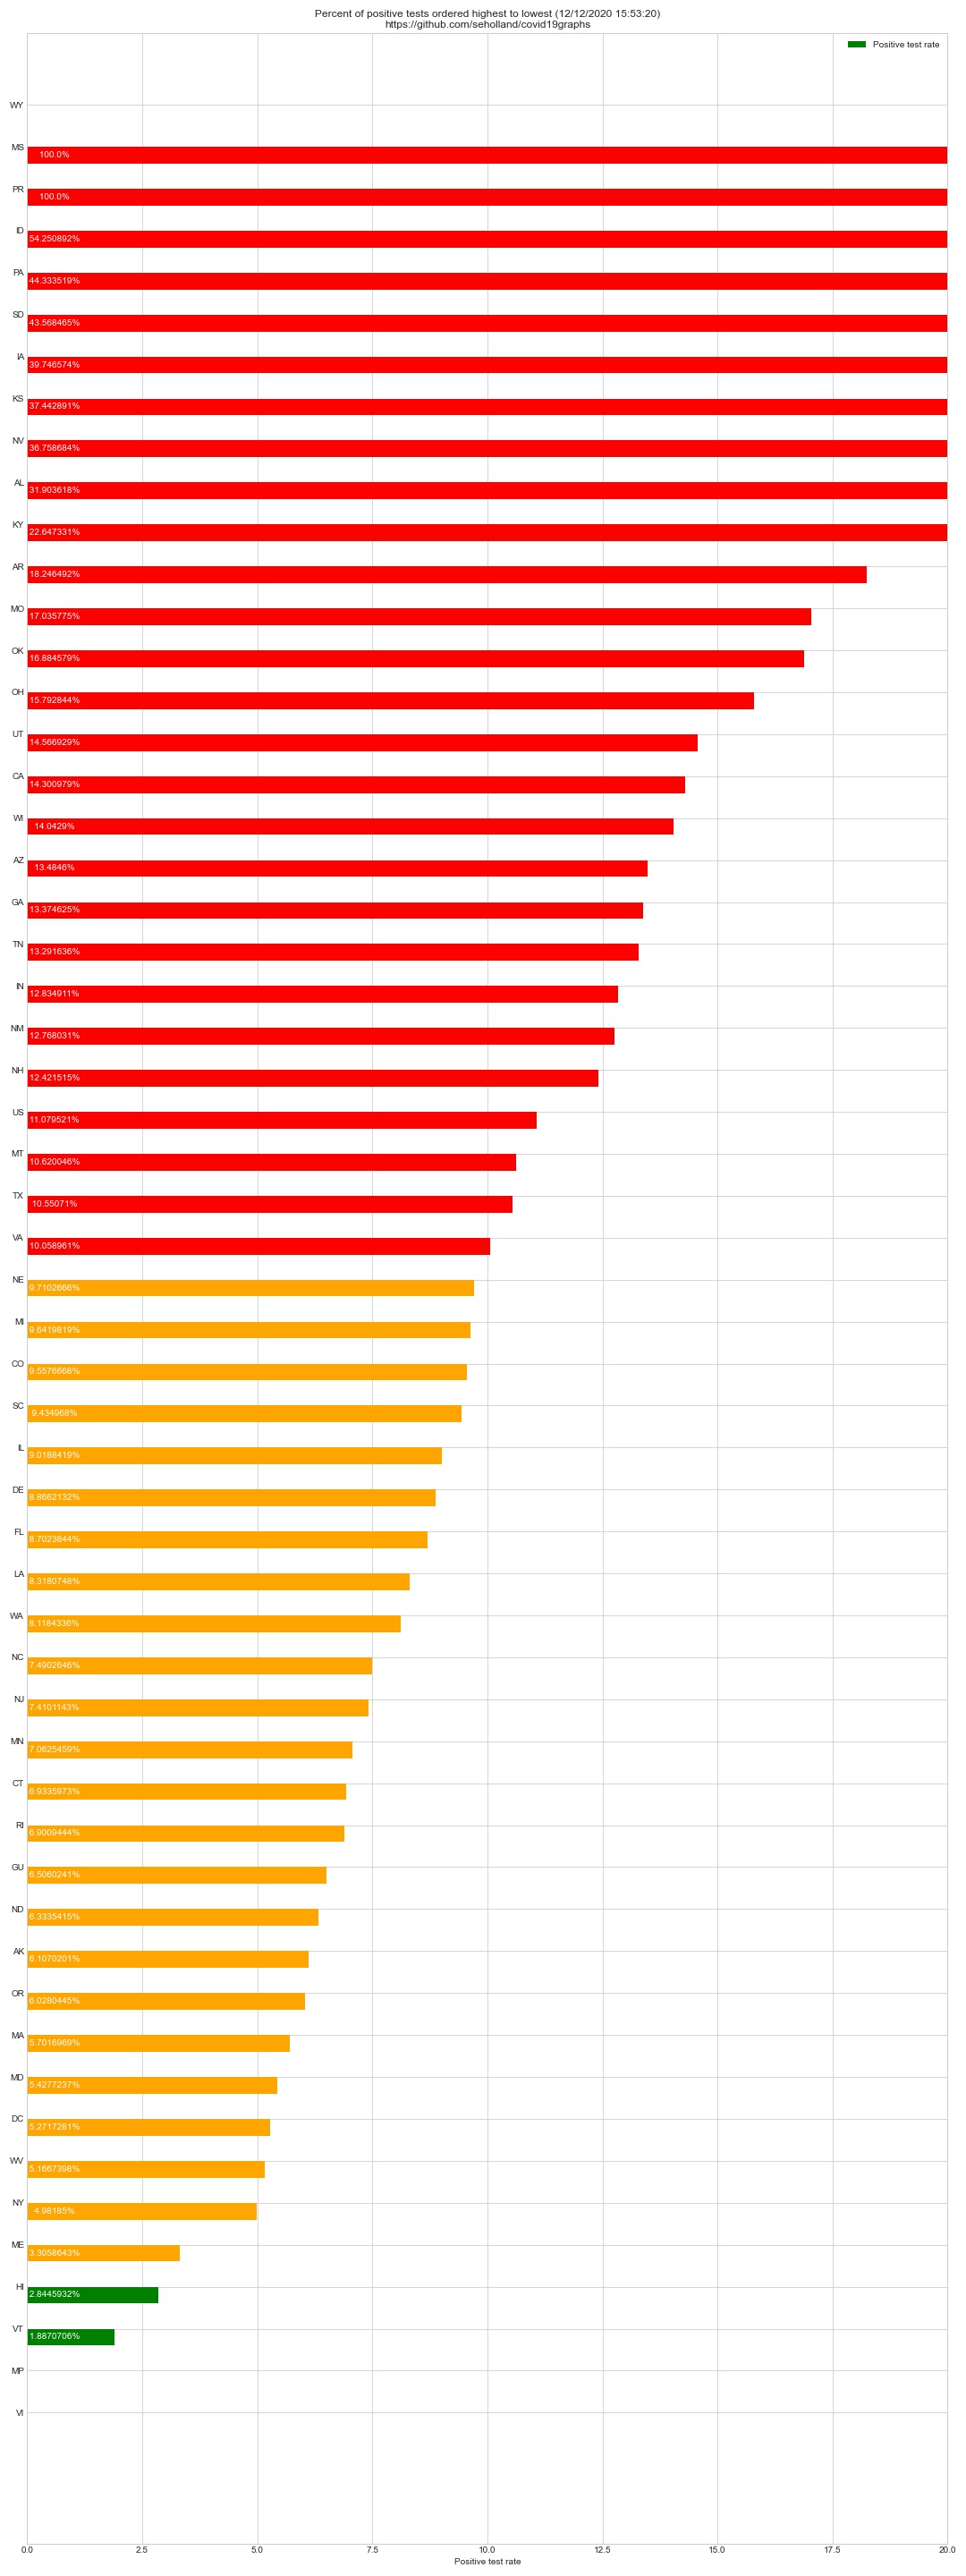 Percent of positive tests ordered highest to lowest (12/12/2020 15:53:20)
https://github.com/seholland/covid19graphs
Positive test rate
WY
MS
100.0%
PR
100.0%
ID
54.250892%
PA
44.333519%
SD
43.568465%
IA
39.746574%
KS
37.442891%
NV
36.758684%
AL
31.903618%
KY
22.647331%
AR
18.246492%
MO
17.035775%
OK
16.884579%
OH
15.792844%
UT
14.566929%
CA
14.300979%
WI
14.0429%
AZ
13.4846%
GA
13.374625%
TN
13.291636%
IN
12.834911%
NM
12.768031%
NH
12.421515%
US
11.079521%
MT
10.620046%
TX
10.55071%
VA
10.058961%
NE
9.7102666%
MI
9.6419819%
CO
9.5576668%
SC
9.434968%
IL
9.0188419%
DE
8.8662132%
FL
8.7023844%
LA
8.3180748%
WA
8.1184336%
NC
7.4902646%
NJ
7.4101143%
MN
7.0625459%
CT
6.9335973%
RI
6.9009444%
GU
6.5060241%
ND
6.3335415%
AK
6.1070201%
OR
6.0280445%
MA
5.7016969%
MD
5.4277237%
DC
5.2717281%
WV
5.1667398%
NY
4.98185%
ME
3.3058643%
HI
2.8445932%
VT
1.8870706%
MP
VI
0.0 2.5 5.0 7.5 10.0 12.5 15.0 17.5 20.0
Positive test rate